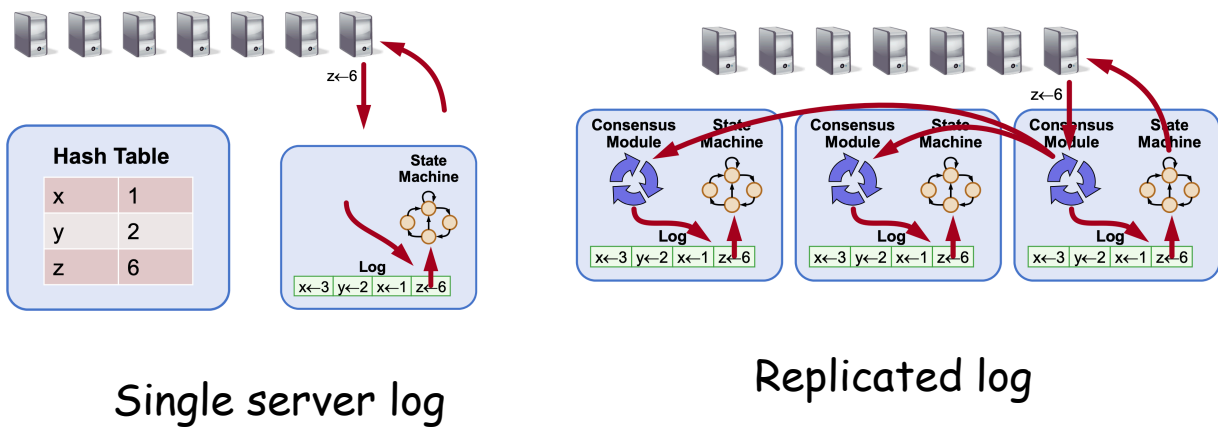 z←6
Hash Table
x 1
y 2
z 6
State
Machine
Log
x←3 y←2 x←1 z←6
Single server log
z←6
Consensus
Module
State
Machine
Log
x←3 y←2 x←1 z←6
Consensus
Module
State
Machine
Log
x←3 y←2 x←1 z←6
Consensus
Module
State
Machine
Log
x←3 y←2 x←1 z←6
Replicated log